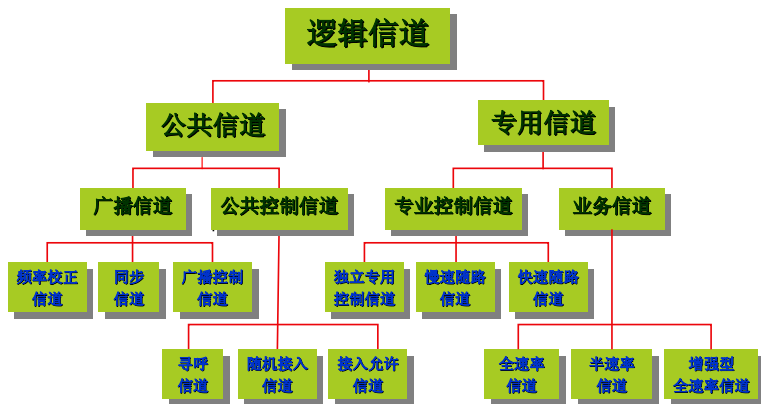 逻辑信道
公共信道
专用信道
广播信道
公共控制信道
专业控制信道
业务信道
频率校正
信道
同步
信道
广播控制
信道
独立专用
控制信道
慢速随路
信道
快速随路
信道
寻呼
信道
随机接入
信道
接入允许
信道
全速率
信道
半速率
信道
增强型
全速率信道